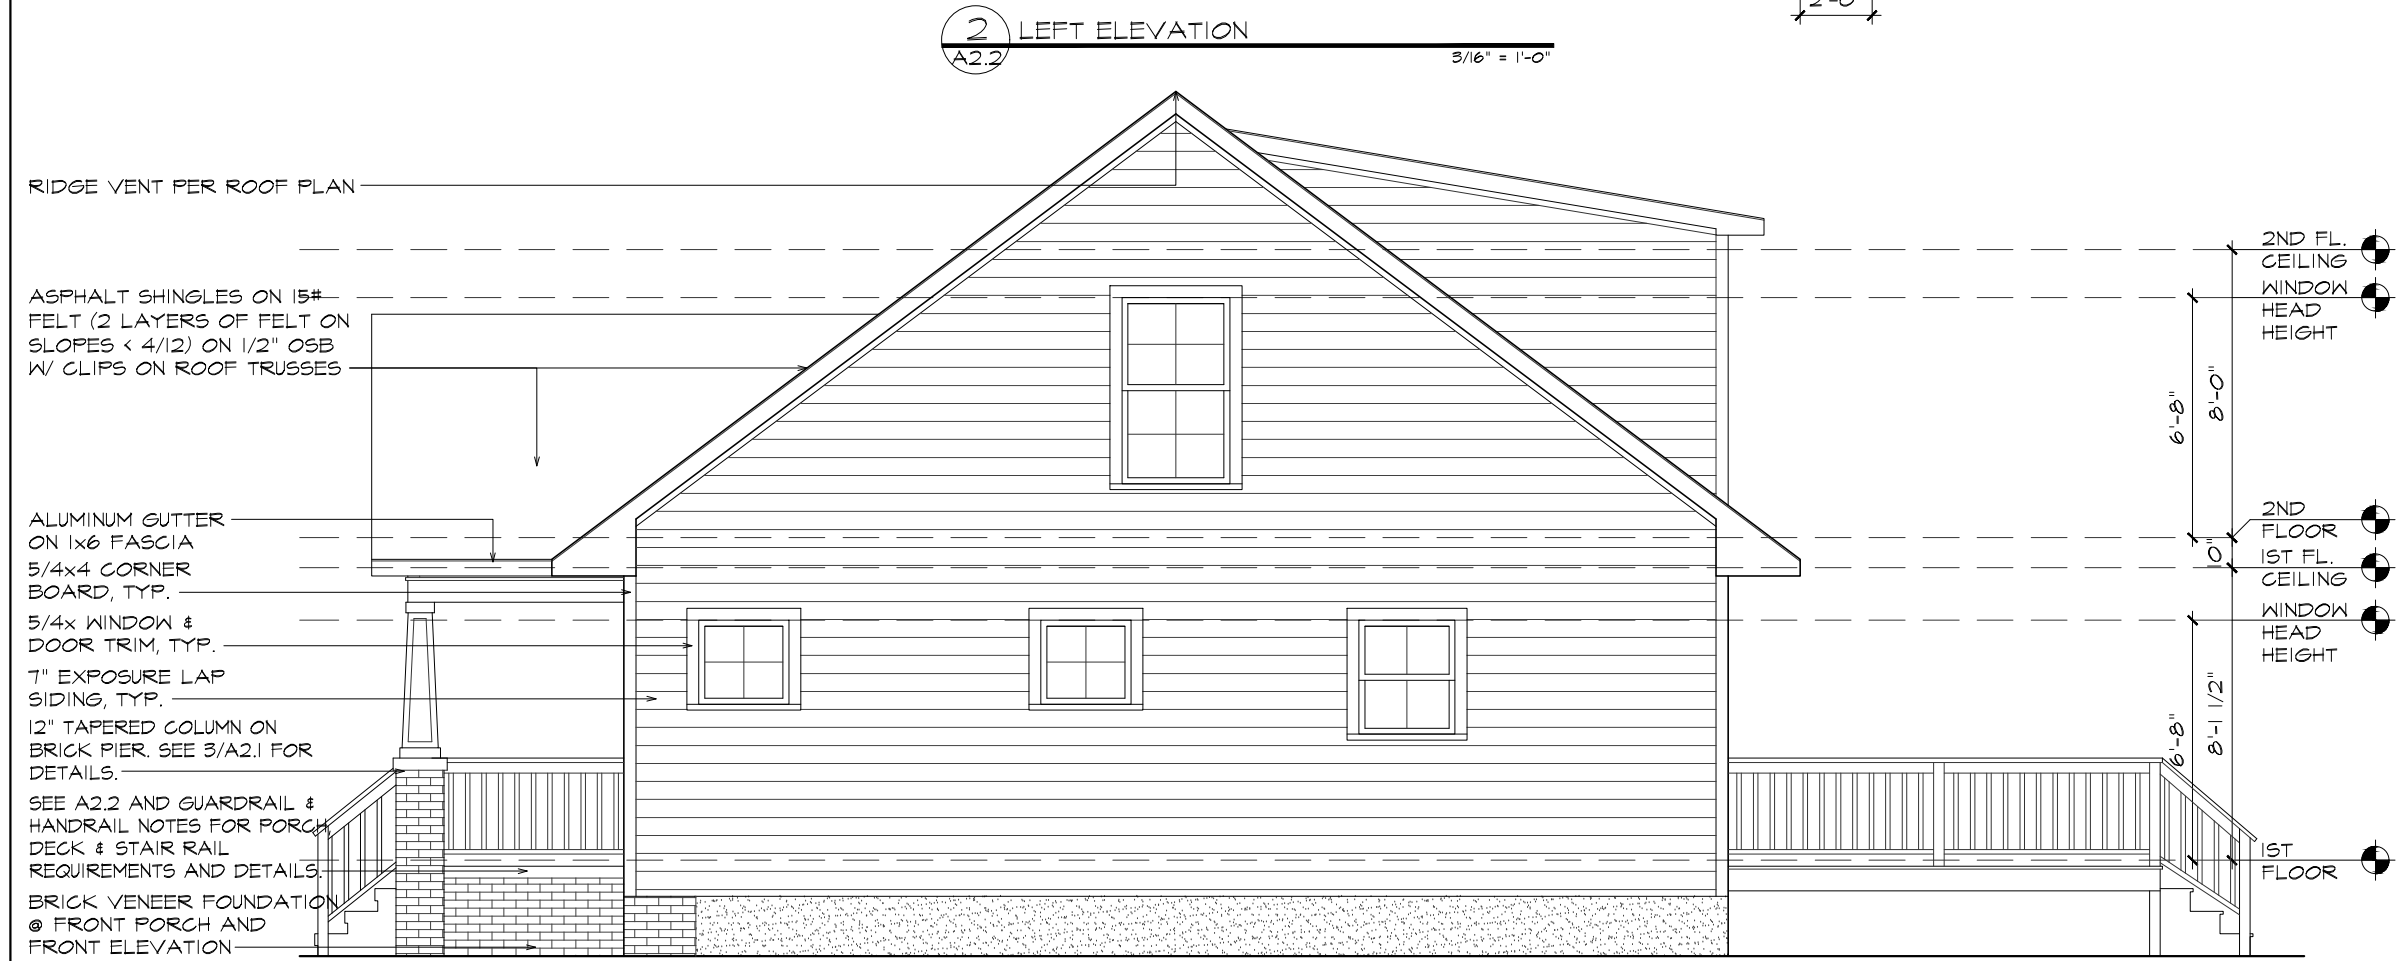 2'-0"
2 LEFT ELEVATION
A2.2 3/16" = 1'-0"
RIDGE VENT PER ROOF PLAN
ASPHALT SHINGLES ON 15#
FELT (2 LAYERS OF FELT ON
SLOPES < 4/12) ON 1/2" OSB
W/ CLIPS ON ROOF TRUSSES
ALUMINUM GUTTER
ON 1x6 FASCIA
5/4x4 CORNER
BOARD, TYP.
5/4x WINDOW &
DOOR TRIM, TYP.
7" EXPOSURE LAP
SIDING, TYP.
12" TAPERED COLUMN ON
BRICK PIER. SEE 3/A2.1 FOR
DETAILS.
SEE A2.2 AND GUARDRAIL &
HANDRAIL NOTES FOR PORCH,
DECK & STAIR RAIL
REQUIREMENTS AND DETAILS.
BRICK VENEER FOUNDATION
@ FRONT PORCH AND
FRONT ELEVATION
2ND FL.
CEILING
WINDOW
HEAD
HEIGHT
6'-8"
8'-0"
2ND
FLOOR
1ST FL.
CEILING
WINDOW
HEAD
HEIGHT
6'-8"
8'-1 1/2"
1ST
FLOOR